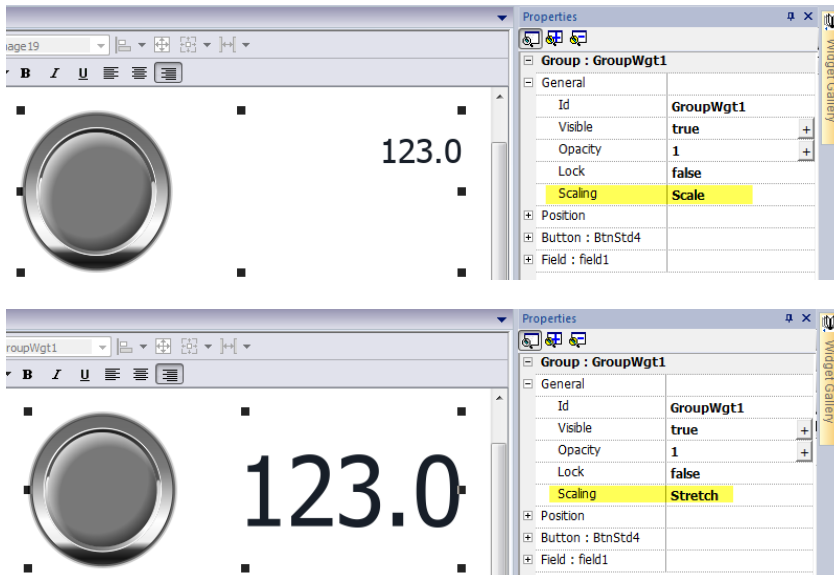 Properties
nage19
B I U
Group : GroupWgt1
General
Id GroupWgt1
Visible true +
Opacity 1 +
Lock false
Scaling Scale
Position
Button : BtnStd4
Field : field1
Widget Gallery
123.0
Properties
roupWgt1
B I U
Group : GroupWgt1
General
Id GroupWgt1
Visible true +
Opacity 1 +
Lock false
Scaling Stretch
Position
Button : BtnStd4
Field : field1
Widget Gallery
123.0